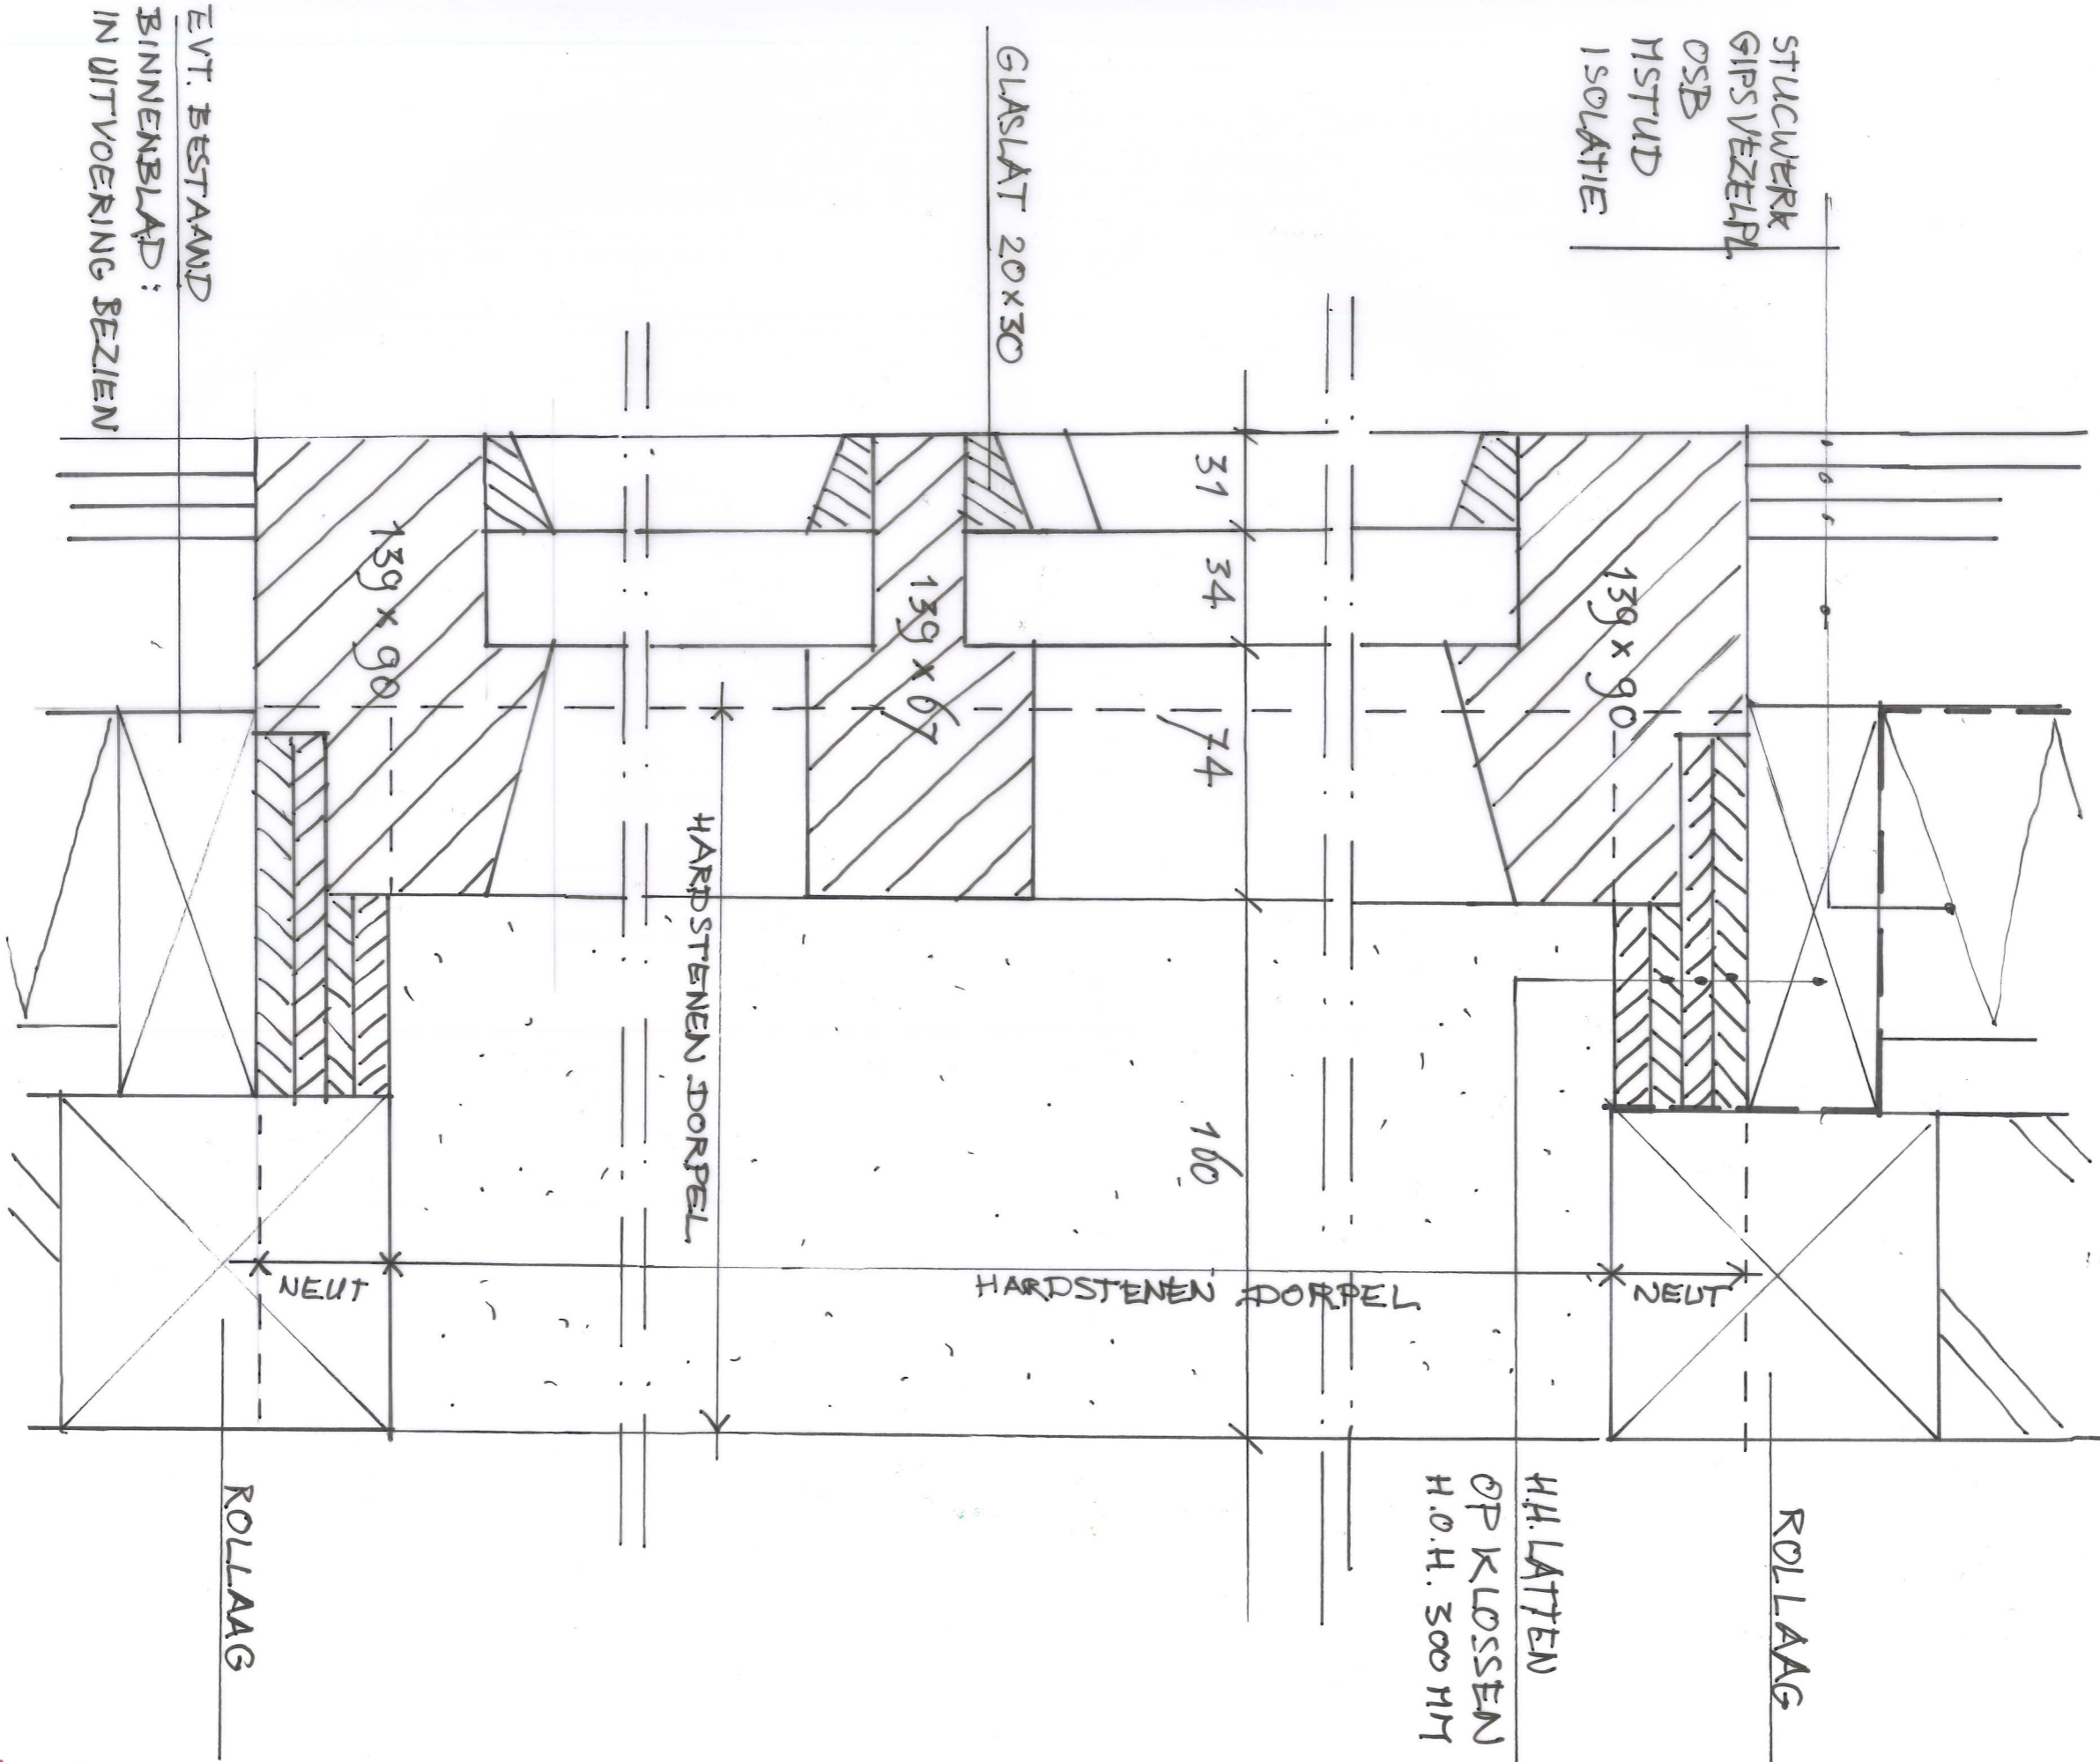 STUCWERK
GIPSVEZELPL
OSB
MSTUD
ISOLATIE
GLASLAT 20x30
EVT. BESTAAND
BINNENBLAD:
IN UITVOERING BEZIEN
31
34
74
160
139 x 90
139 x 67
139 x 90
HARDSTENEN DORPEL
NEUT
HARDSTENEN DORPEL
NEUT
ROLLAAG
H.H. LATTEN
OP KLOSSEN
H.O.H. 300 MM
ROLLAAG